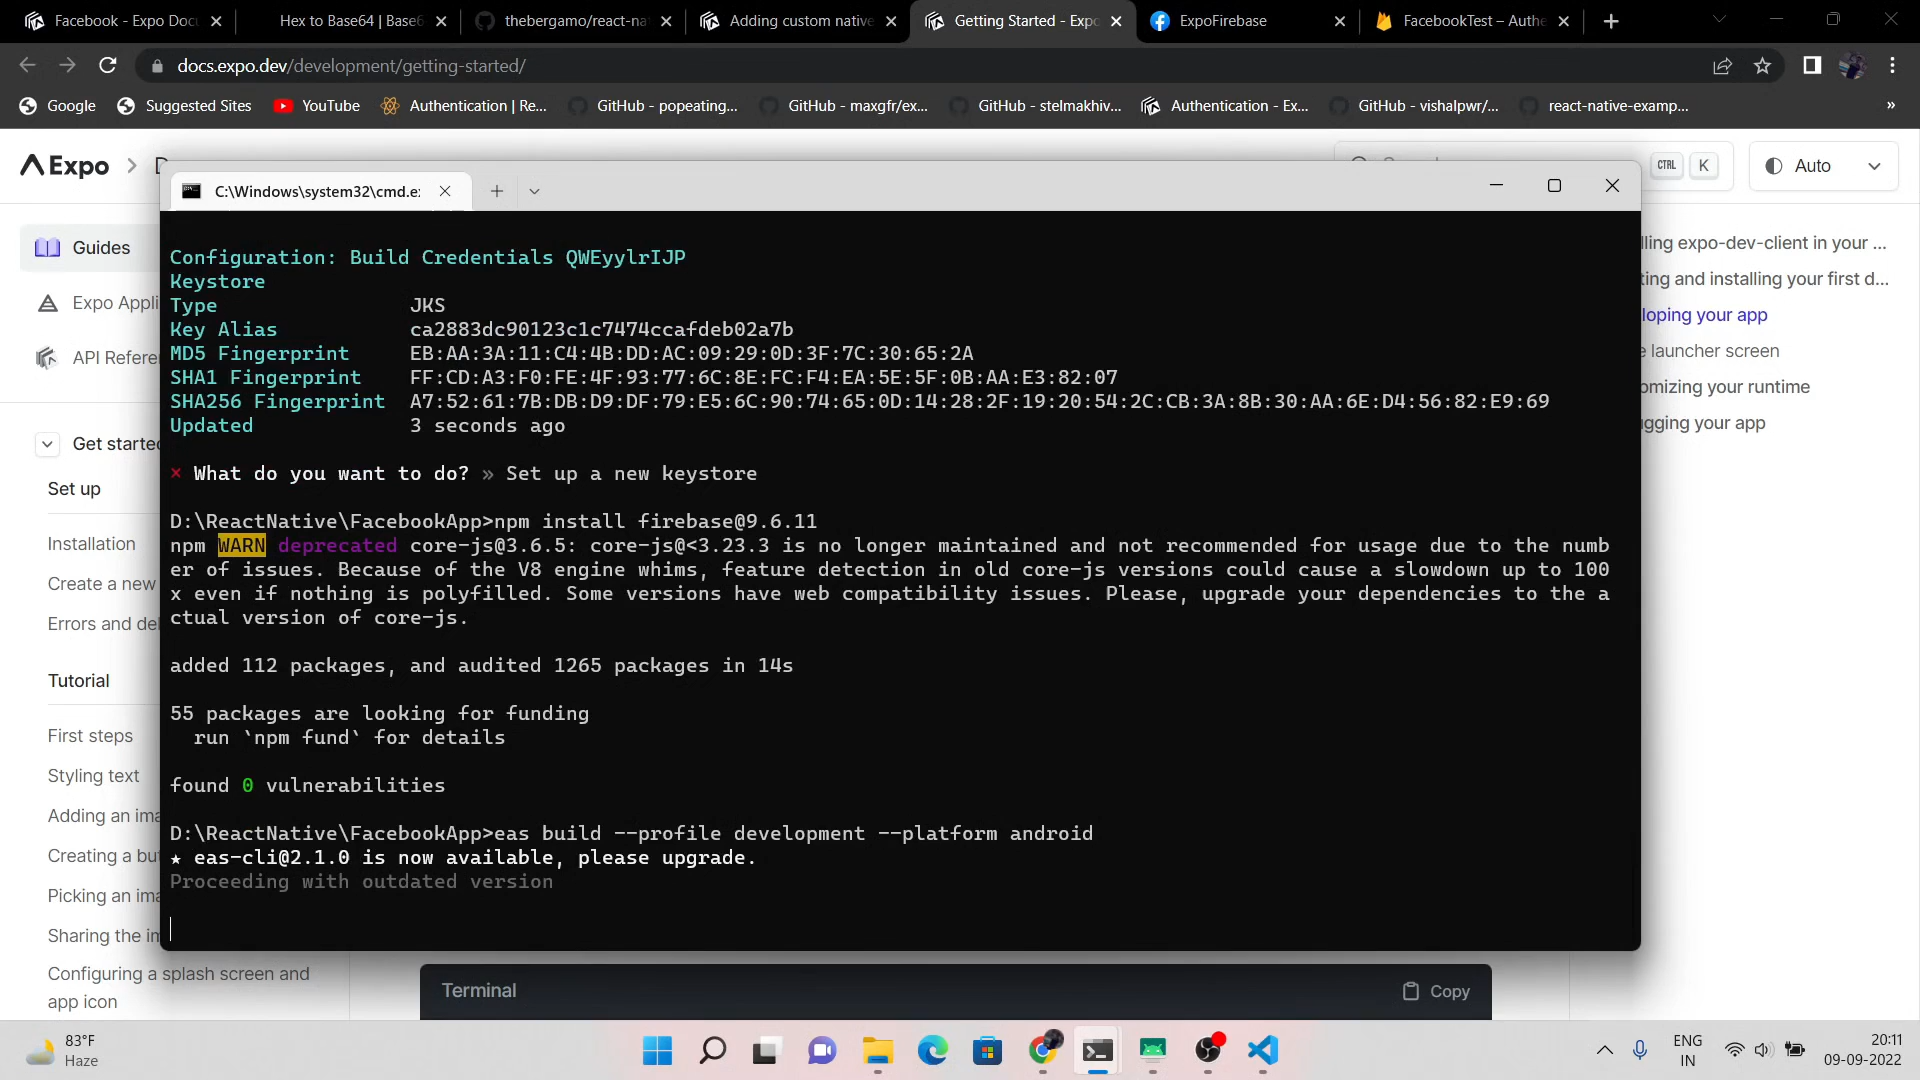 Facebook - Expo Docu
Hex to Base64 | Base6
thebergamo/react-na
Adding custom native
Getting Started - Expo
ExpoFirebase
FacebookTest – Authe
docs.expo.dev/development/getting-started/
Google
Suggested Sites
YouTube
Authentication | Re...
GitHub - popeating...
GitHub - maxgfr/ex...
GitHub - stelmakhiv...
Authentication - Ex...
GitHub - vishalpwr/...
react-native-examp...
»
Expo
CTRL K
Auto
C:\Windows\system32\cmd.e:
Guides
Expo Appli
API Refere
Get starte
Set up
Installation
Create a new
Errors and de
Tutorial
First steps
Styling text
Adding an ima
Creating a but
Picking an ima
Sharing the im
Configuring a splash screen and
app icon
Configuration: Build Credentials QWEyylrIJP
Keystore
Type JKS
Key Alias ca2883dc90123c1c7474ccafdeb02a7b
MD5 Fingerprint EB:AA:3A:11:C4:4B:DD:AC:09:29:0D:3F:7C:30:65:2A
SHA1 Fingerprint FF:CD:A3:F0:FE:4F:93:77:6C:8E:FC:F4:EA:5E:5F:0B:AA:E3:82:07
SHA256 Fingerprint A7:52:61:7B:DB:D9:DF:79:E5:6C:90:74:65:0D:14:28:2F:19:20:54:2C:CB:3A:8B:30:AA:6E:D4:56:82:E9:69
Updated 3 seconds ago
× What do you want to do? » Set up a new keystore
D:\ReactNative\FacebookApp>npm install firebase@9.6.11
npm WARN deprecated core-js@3.6.5: core-js@<3.23.3 is no longer maintained and not recommended for usage due to the numb
er of issues. Because of the V8 engine whims, feature detection in old core-js versions could cause a slowdown up to 100
x even if nothing is polyfilled. Some versions have web compatibility issues. Please, upgrade your dependencies to the a
ctual version of core-js.
added 112 packages, and audited 1265 packages in 14s
55 packages are looking for funding
run `npm fund` for details
found 0 vulnerabilities
D:\ReactNative\FacebookApp>eas build --profile development --platform android
★ eas-cli@2.1.0 is now available, please upgrade.
Proceeding with outdated version
lling expo-dev-client in your ...
ting and installing your first d...
loping your app
e launcher screen
omizing your runtime
ugging your app
Terminal
Copy
83°F
Haze
ENG
IN
20:11
09-09-2022